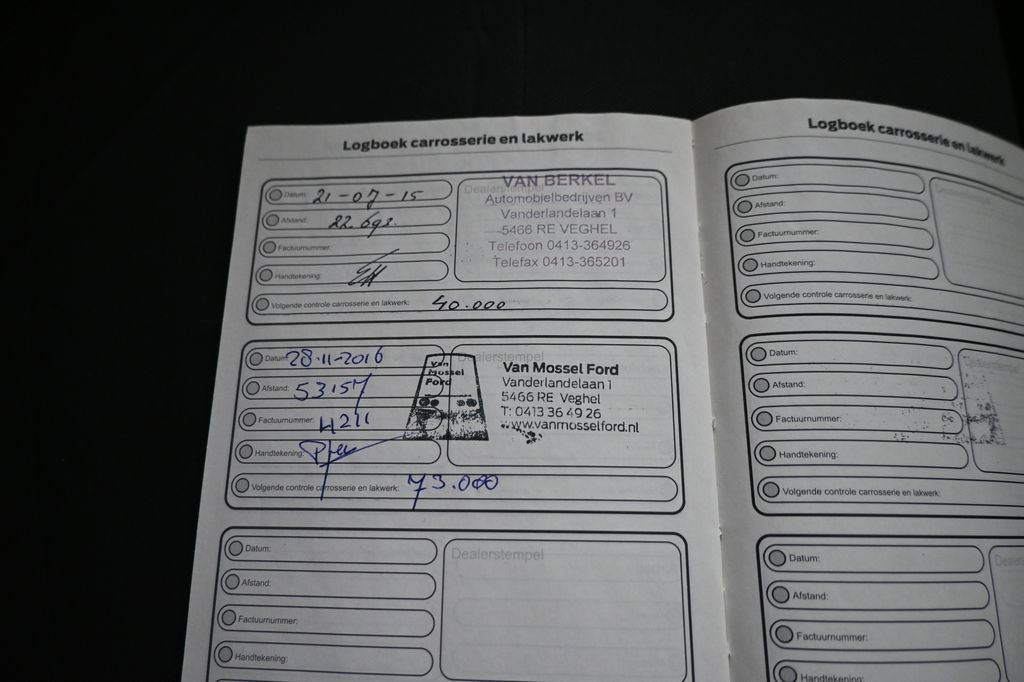 Logboek carrosserie en lakwerk
Datum: 21-07-15
Afstand: 22.693.
Factuurnummer:
Handtekening:
Volgende controle carrosserie en lakwerk: 40.000
Dealerstempel
VAN BERKEL
Automobielbedrijven BV
Vanderlandelaan 1
5466 RE VEGHEL
Telefoon 0413-364926
Telefax 0413-365201
Datum: 28-11-2016
Afstand: 53157
Factuurnummer: H211
Handtekening:
Volgende controle carrosserie en lakwerk: 73.000
Dealerstempel
Van
Mossel
Ford
Van Mossel Ford
Vanderlandelaan 1
5466 RE Veghel
T: 0413 36 49 26
www.vanmosselford.nl
Datum:
Afstand:
Factuurnummer:
Handtekening:
Dealerstempel
Logboek carrosserie en lakwerk
Datum:
Afstand:
Factuurnummer:
Handtekening:
Volgende controle carrosserie en lakwerk:
Datum:
Afstand:
Factuurnummer:
Handtekening:
Volgende controle carrosserie en lakwerk:
Datum:
Afstand:
Factuurnummer:
Handtekening: